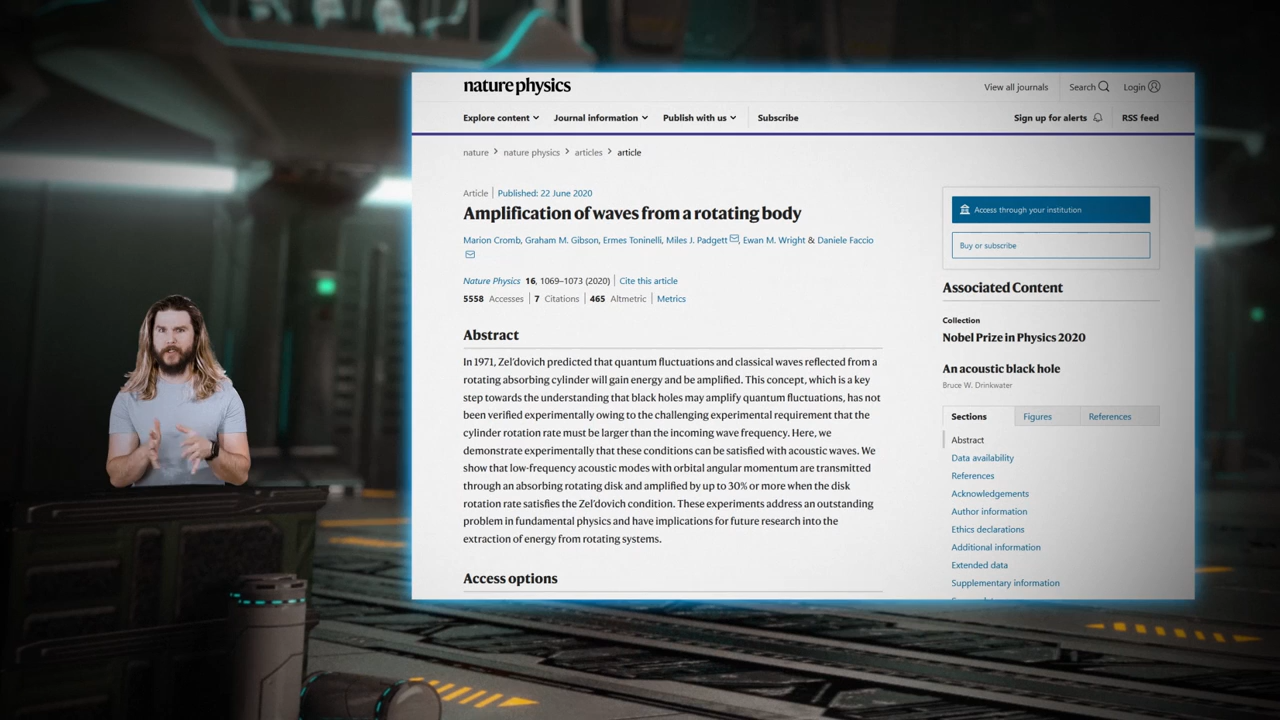 nature physics
View all journals Search Login
Explore content Journal information Publish with us Subscribe
Sign up for alerts RSS feed
nature > nature physics > articles > article
Article | Published: 22 June 2020
Amplification of waves from a rotating body
Marion Cromb, Graham M. Gibson, Ermes Toninelli, Miles J. Padgett, Ewan M. Wright & Daniele Faccio
Nature Physics 16, 1069–1073 (2020) | Cite this article
5558 Accesses | 7 Citations | 465 Altmetric | Metrics
Abstract
In 1971, Zel'dovich predicted that quantum fluctuations and classical waves reflected from a
rotating absorbing cylinder will gain energy and be amplified. This concept, which is a key
step towards the understanding that black holes may amplify quantum fluctuations, has not
been verified experimentally owing to the challenging experimental requirement that the
cylinder rotation rate must be larger than the incoming wave frequency. Here, we
demonstrate experimentally that these conditions can be satisfied with acoustic waves. We
show that low-frequency acoustic modes with orbital angular momentum are transmitted
through an absorbing rotating disk and amplified by up to 30% or more when the disk
rotation rate satisfies the Zel'dovich condition. These experiments address an outstanding
problem in fundamental physics and have implications for future research into the
extraction of energy from rotating systems.
Access options
Access through your institution
Buy or subscribe
Associated Content
Collection
Nobel Prize in Physics 2020
An acoustic black hole
Bruce W. Drinkwater
Sections Figures References
Abstract
Data availability
References
Acknowledgements
Author information
Ethics declarations
Additional information
Extended data
Supplementary information